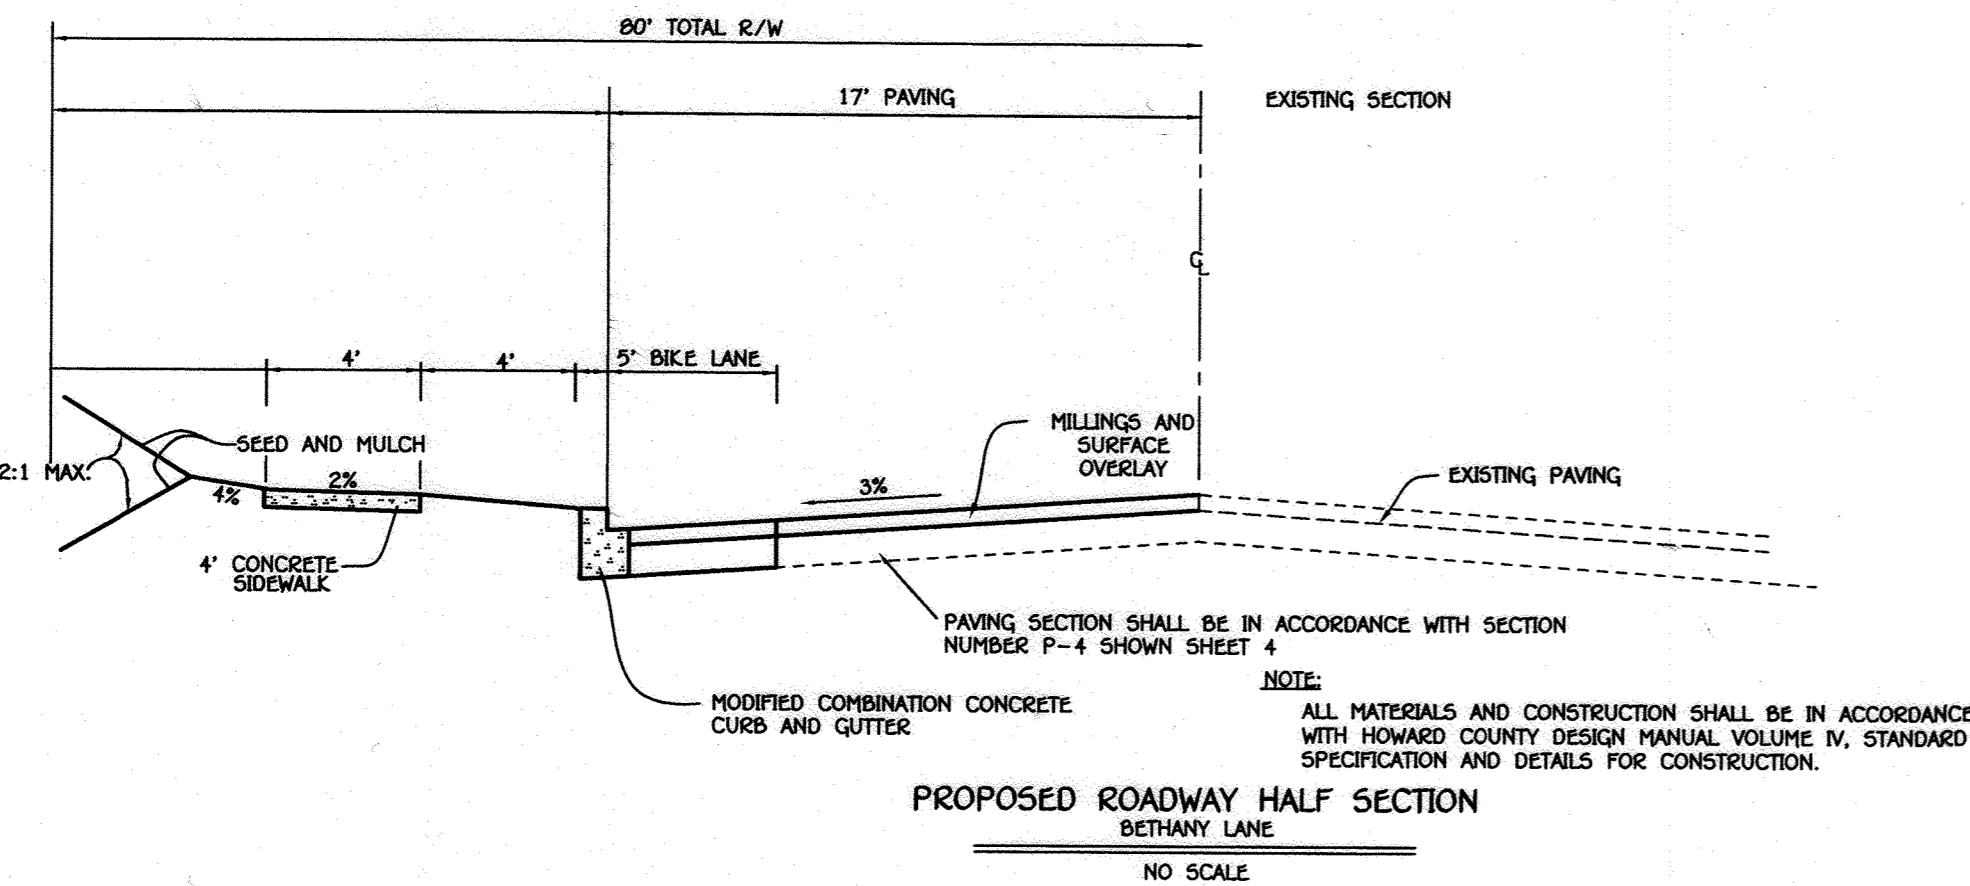 80' TOTAL R/W
17' PAVING
EXISTING SECTION
CL
4'
4'
5' BIKE LANE
MILLINGS AND
SURFACE
OVERLAY
SEED AND MULCH
2:1 MAX.
4%
2%
3%
EXISTING PAVING
4' CONCRETE
SIDEWALK
PAVING SECTION SHALL BE IN ACCORDANCE WITH SECTION
NUMBER P-4 SHOWN SHEET 4
MODIFIED COMBINATION CONCRETE
CURB AND GUTTER
NOTE:
ALL MATERIALS AND CONSTRUCTION SHALL BE IN ACCORDANCE
WITH HOWARD COUNTY DESIGN MANUAL VOLUME IV, STANDARD
SPECIFICATION AND DETAILS FOR CONSTRUCTION.
PROPOSED ROADWAY HALF SECTION
BETHANY LANE
NO SCALE